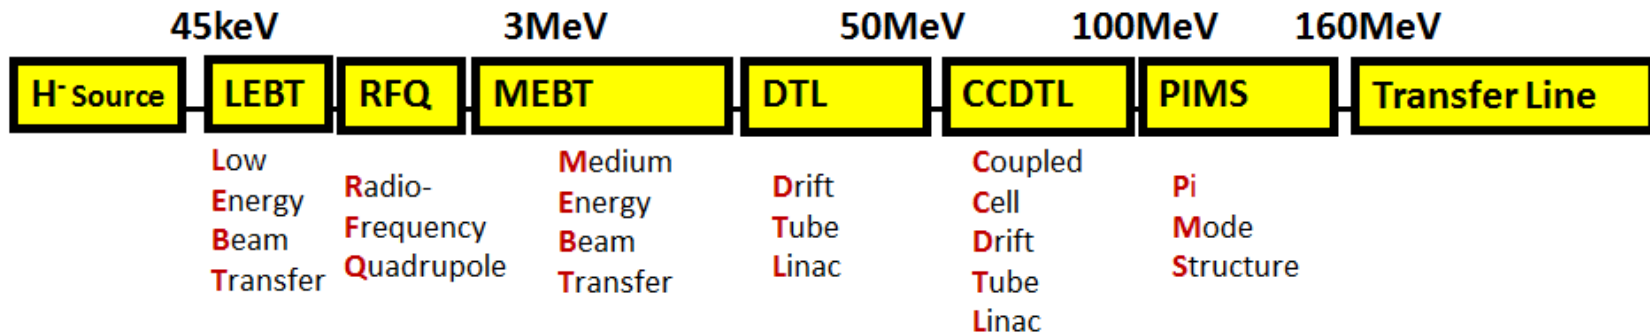 45keV 3MeV 50MeV 100MeV 160MeV
H⁻ Source LEBT RFQ MEBT DTL CCDTL PIMS Transfer Line
Low
Energy
Beam
Transfer
Radio-
Frequency
Quadrupole
Medium
Energy
Beam
Transfer
Drift
Tube
Linac
Coupled
Cell
Drift
Tube
Linac
Pi
Mode
Structure